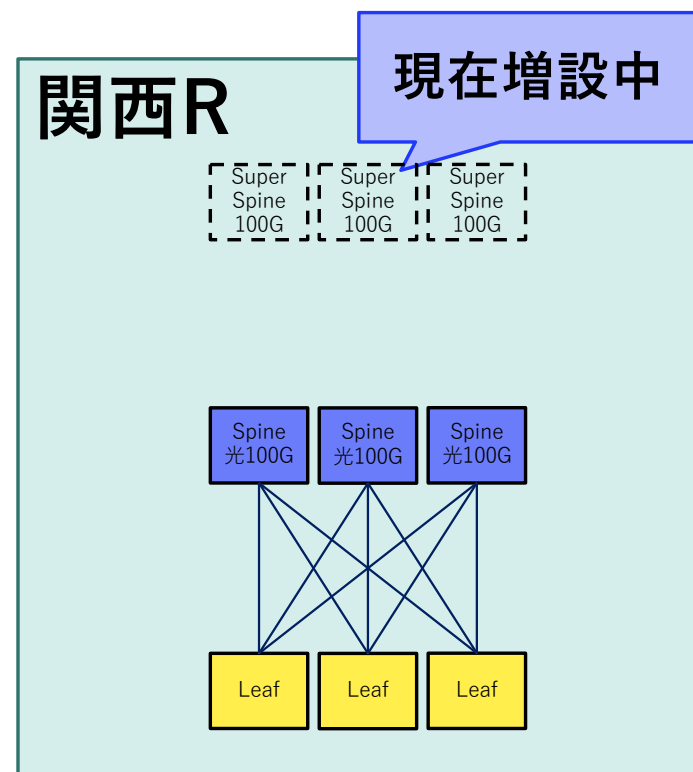 現在増設中
関西R
Super
Spine
100G
Super
Spine
100G
Super
Spine
100G
Spine
光100G
Spine
光100G
Spine
光100G
Leaf
Leaf
Leaf